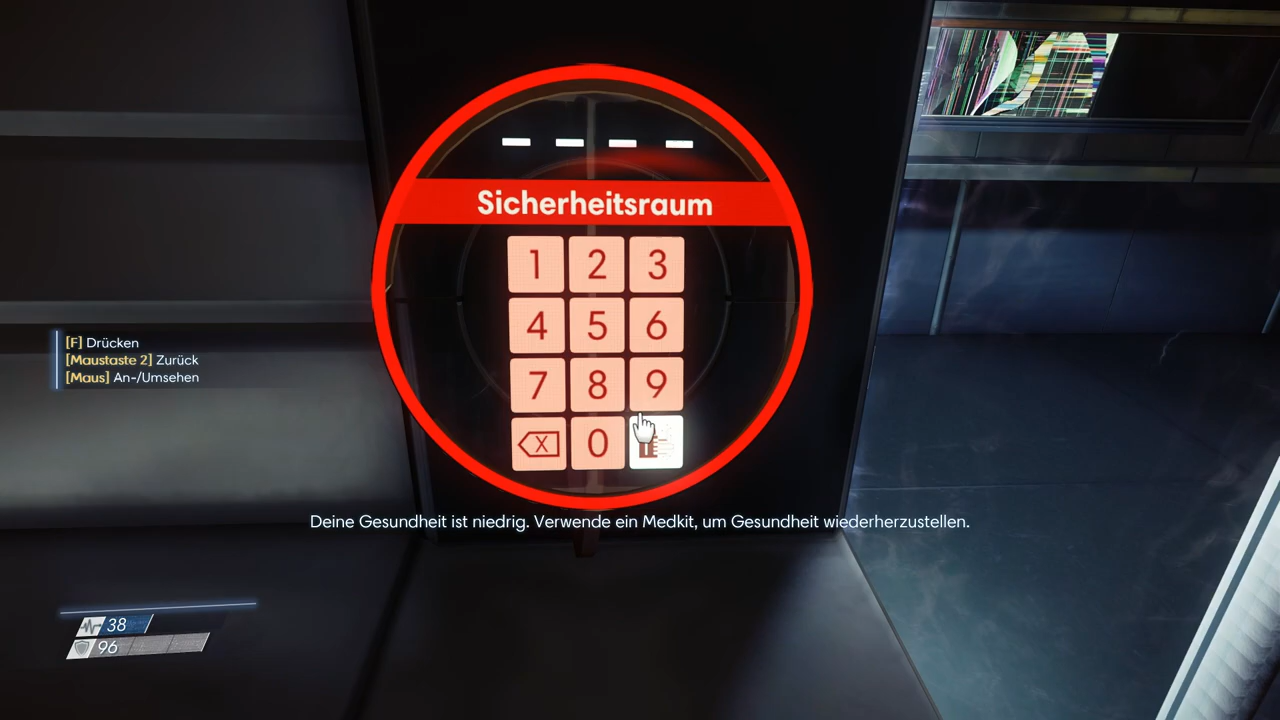 Sicherheitsraum
1 2 3
4 5 6
7 8 9
X 0
[F] Drücken
[Maustaste 2] Zurück
[Maus] An-/Umsehen
Deine Gesundheit ist niedrig. Verwende ein Medkit, um Gesundheit wiederherzustellen.
38
96